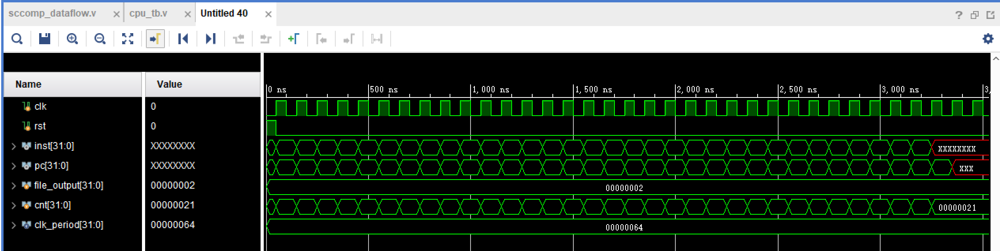 sccomp_dataflow.v × cpu_tb.v × Untitled 40 ×
Name Value
0 ns 500 ns 1,000 ns 1,500 ns 2,000 ns 2,500 ns 3,000 ns 3,
clk 0
rst 0
inst[31:0] XXXXXXXX XXXXXXXX
pc[31:0] XXXXXXXX XXX
file_output[31:0] 00000002 00000002
cnt[31:0] 00000021 00000021
clk_period[31:0] 00000064 00000064